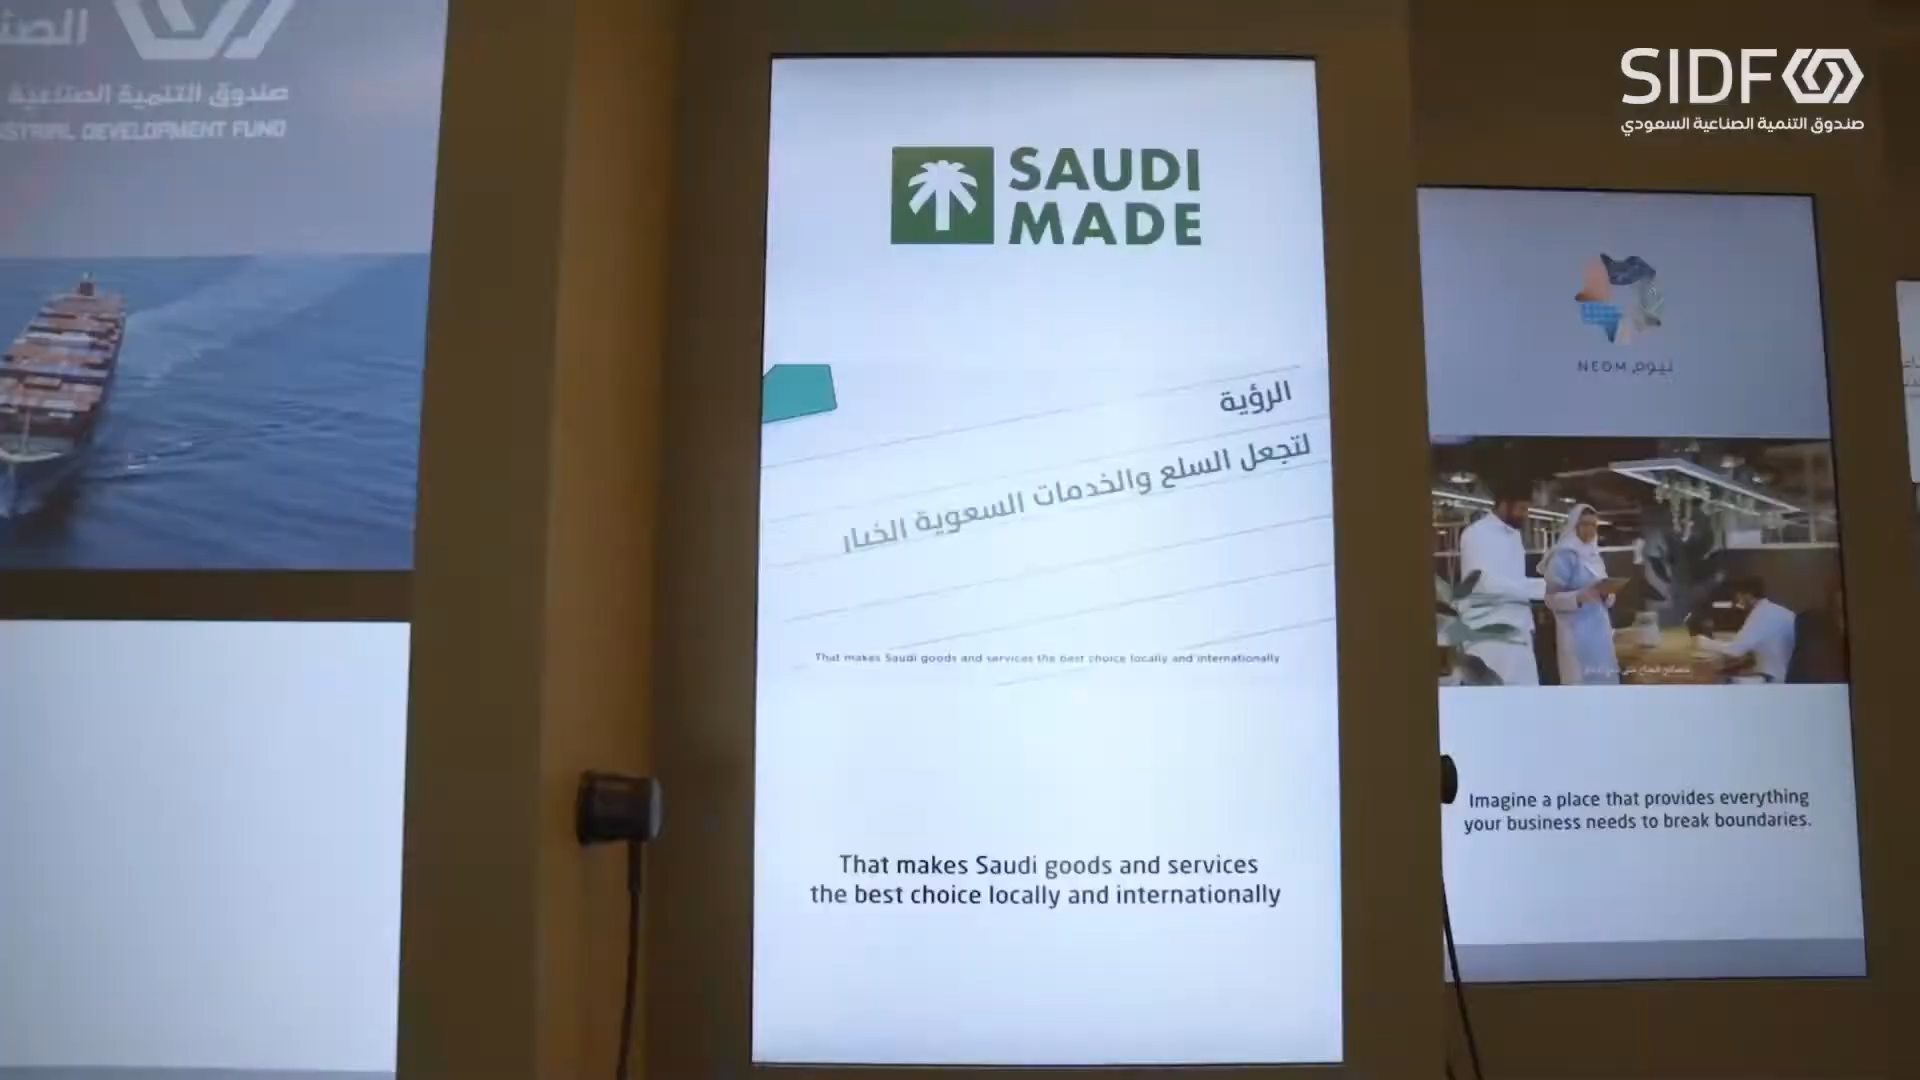 SIDF
صندوق التنمية الصناعية السعودي
صندوق التنمية الصناعية
DEVELOPMENT FUND
SAUDI
MADE
الرؤية
لتجعل السلع والخدمات السعوية الخيار
That makes Saudi goods and services the best choice locally and internationally
That makes Saudi goods and services
the best choice locally and internationally
NEOM نيوم
Imagine a place that provides everything
your business needs to break boundaries.